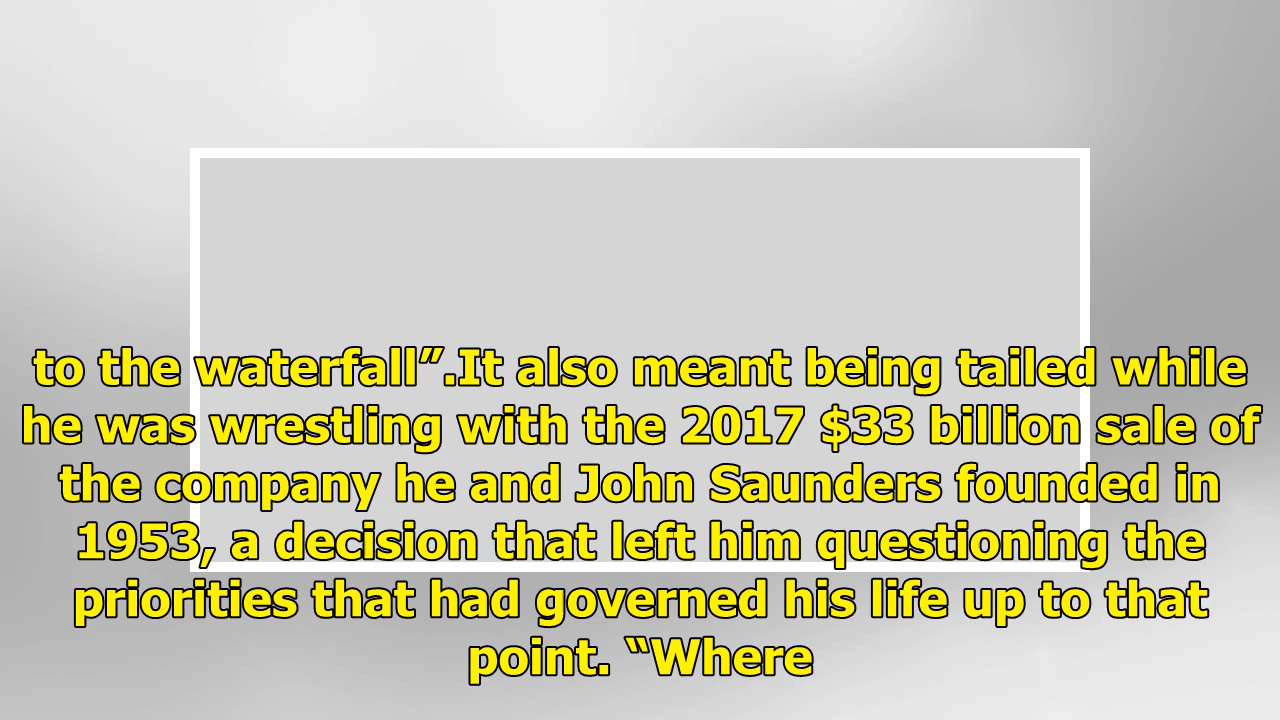 to the waterfall”.It also meant being tailed while
he was wrestling with the 2017 $33 billion sale of
the company he and John Saunders founded in
1953, a decision that left him questioning the
priorities that had governed his life up to that
point. “Where